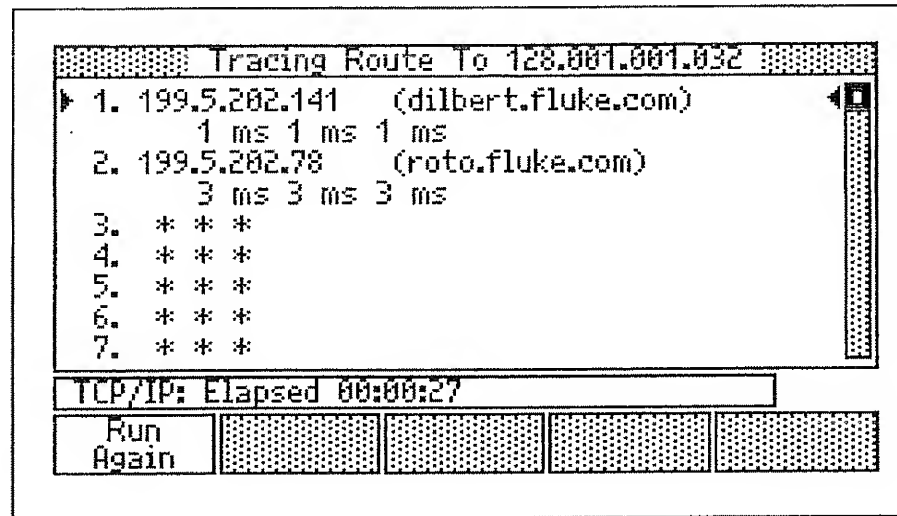 Tracing Route To 128.001.001.032
1. 199.5.202.141 (dilbert.fluke.com)
1 ms 1 ms 1 ms
2. 199.5.202.78 (roto.fluke.com)
3 ms 3 ms 3 ms
3. * * *
4. * * *
5. * * *
6. * * *
7. * * *
TCP/IP: Elapsed 00:00:27
Run
Again